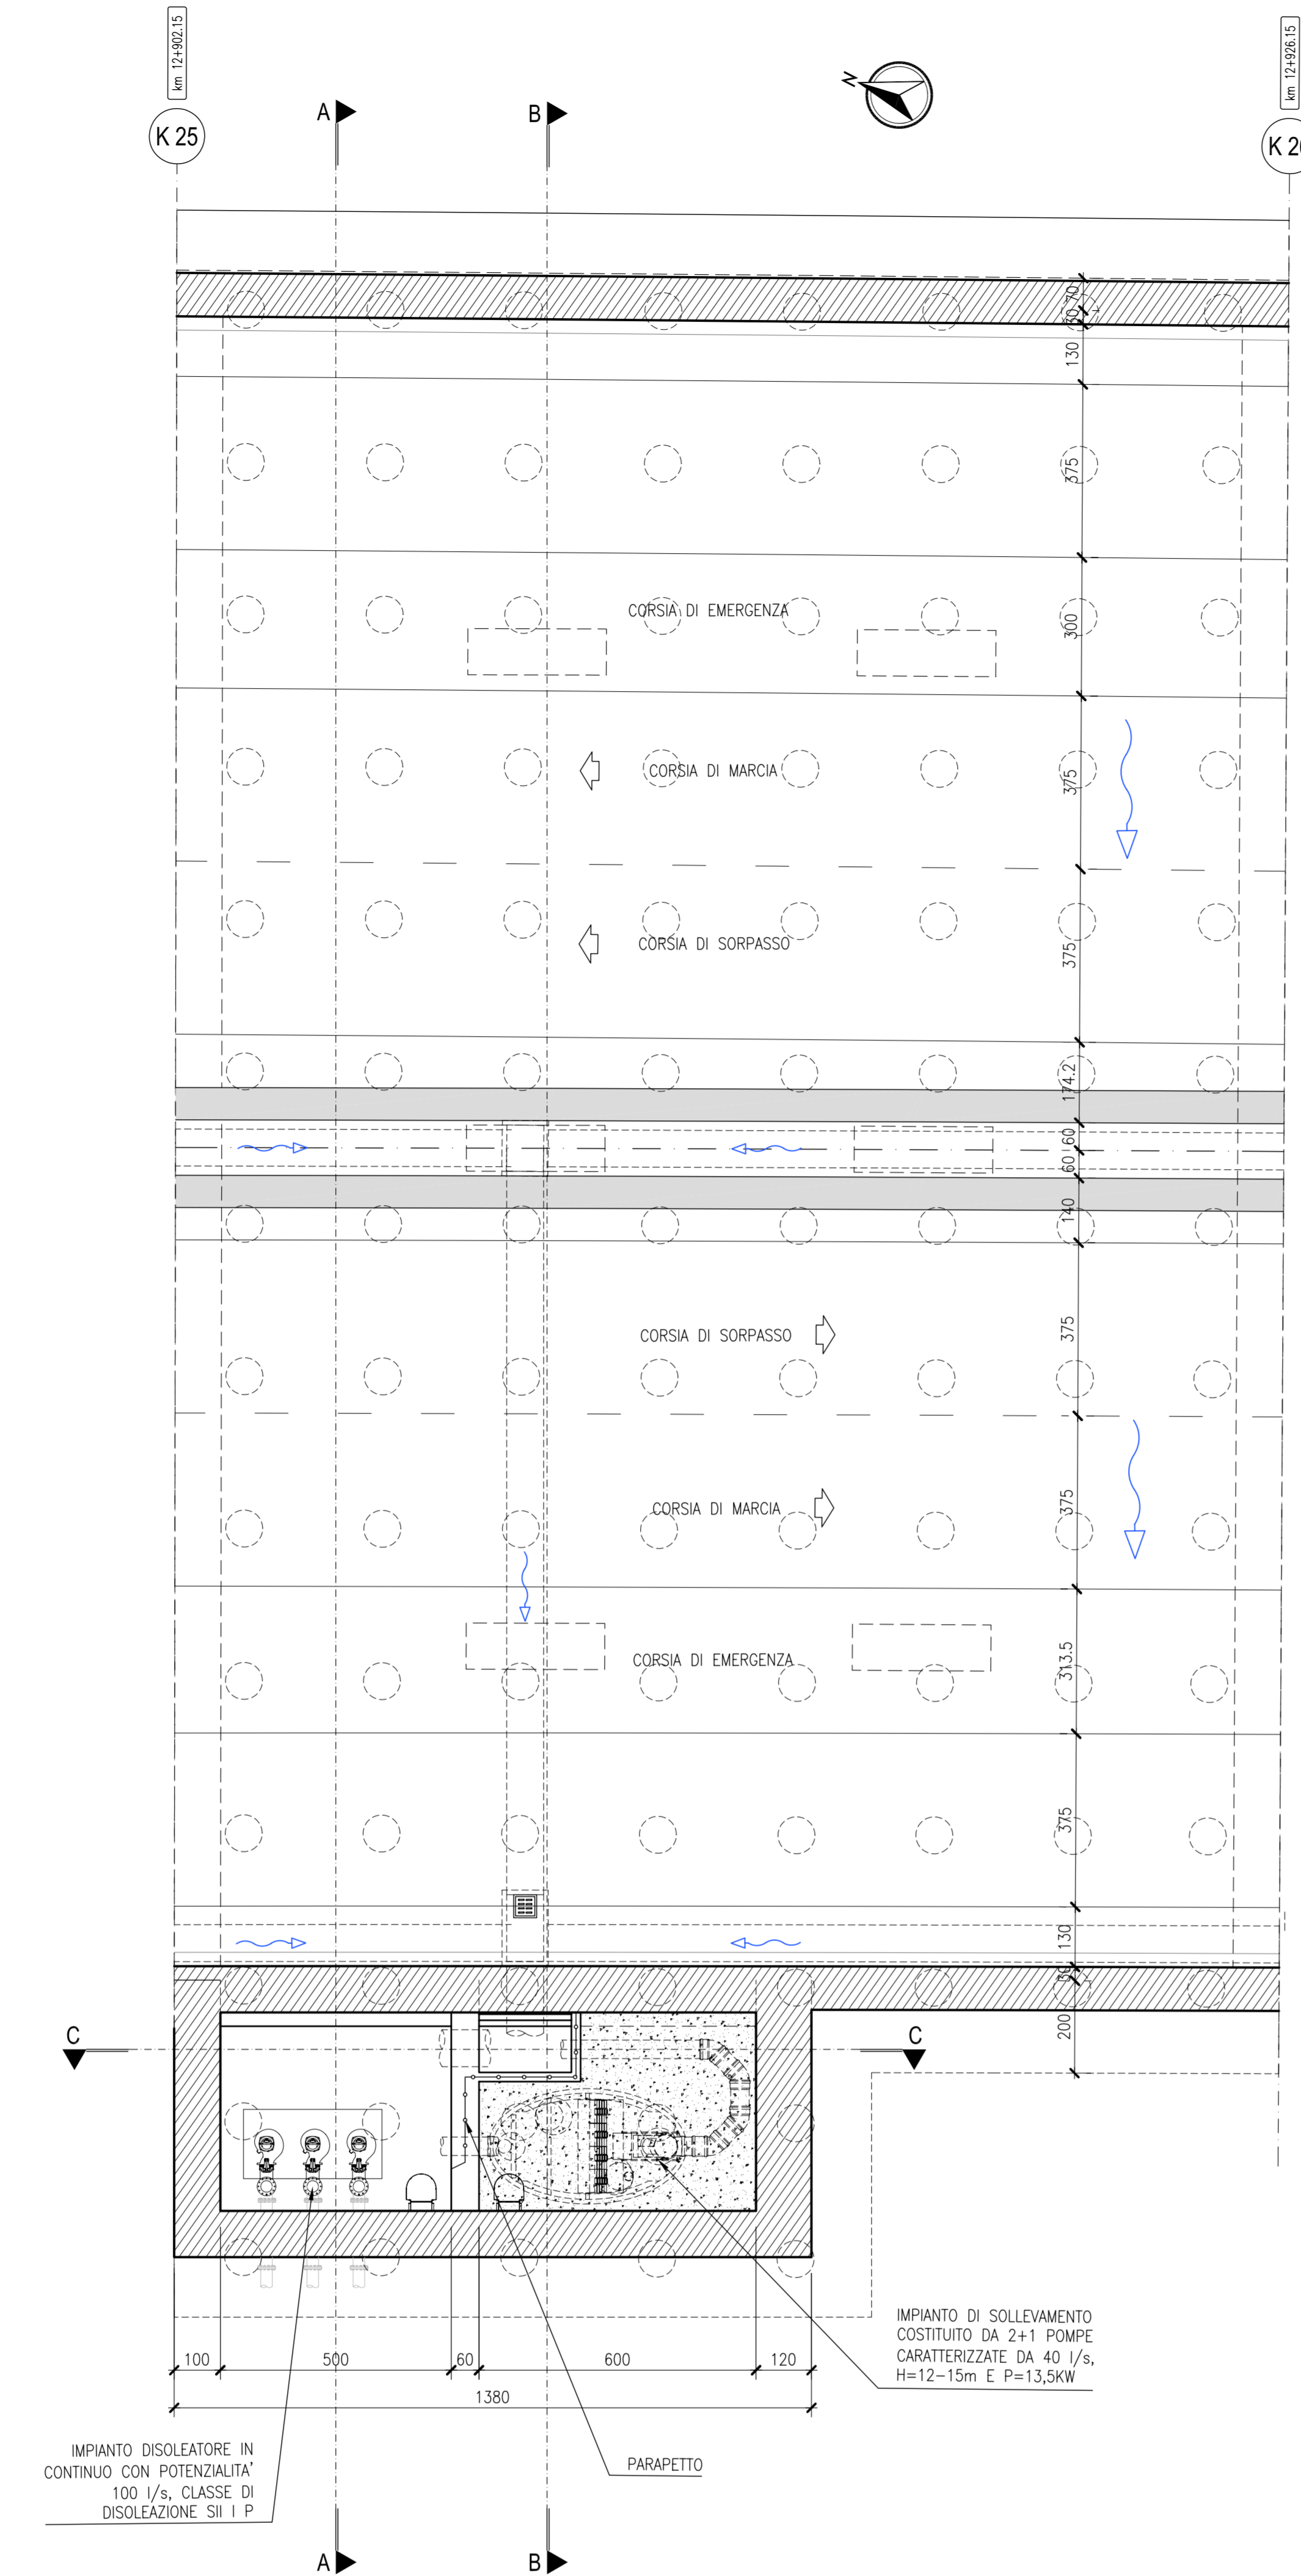 km 12+902.15
km 12+926.15
K 25
A
B
N
70
30
130
375
CORSIA DI EMERGENZA
300
CORSIA DI MARCIA
375
CORSIA DI SORPASSO
375
174.2
60
60
140
CORSIA DI SORPASSO
375
CORSIA DI MARCIA
375
CORSIA DI EMERGENZA
313.5
375
130
30
200
C
C
IMPIANTO DI SOLLEVAMENTO
COSTITUITO DA 2+1 POMPE
CARATTERIZZATE DA 40 l/s,
H=12-15m E P=13,5KW
100
500
60
600
120
1380
IMPIANTO DISOLEATORE IN
CONTINUO CON POTENZIALITA'
100 l/s, CLASSE DI
DISOLEAZIONE SII I P
PARAPETTO
A
B